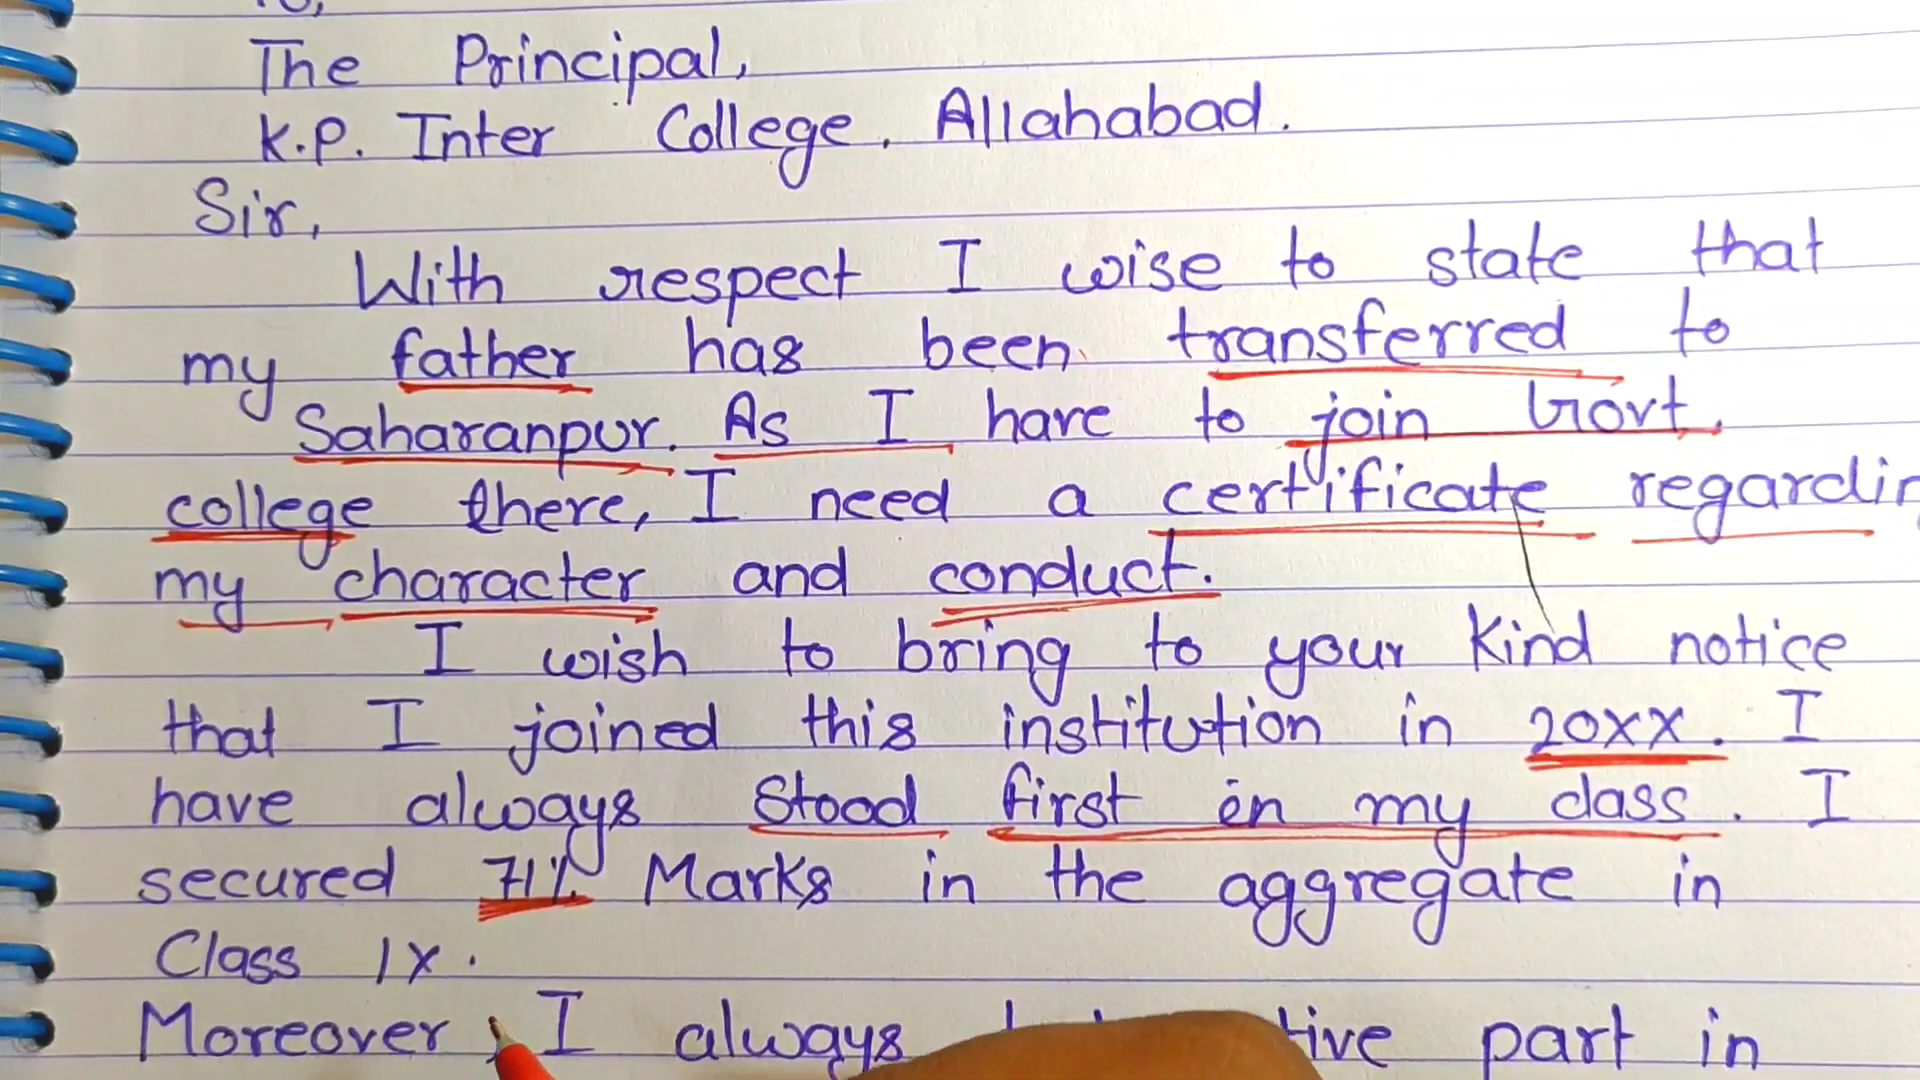 To,
The Principal,
K.P. Inter College, Allahabad.
Sir,
With respect I wise to state that
my father has been transferred to
Saharanpur. As I have to join Govt.
college there, I need a certificate regardin
my character and conduct.
I wish to bring to your kind notice
that I joined this institution in 20XX. I
have always stood first in my class. I
secured 71% Marks in the aggregate in
Class IX.
Moreover, I always part in